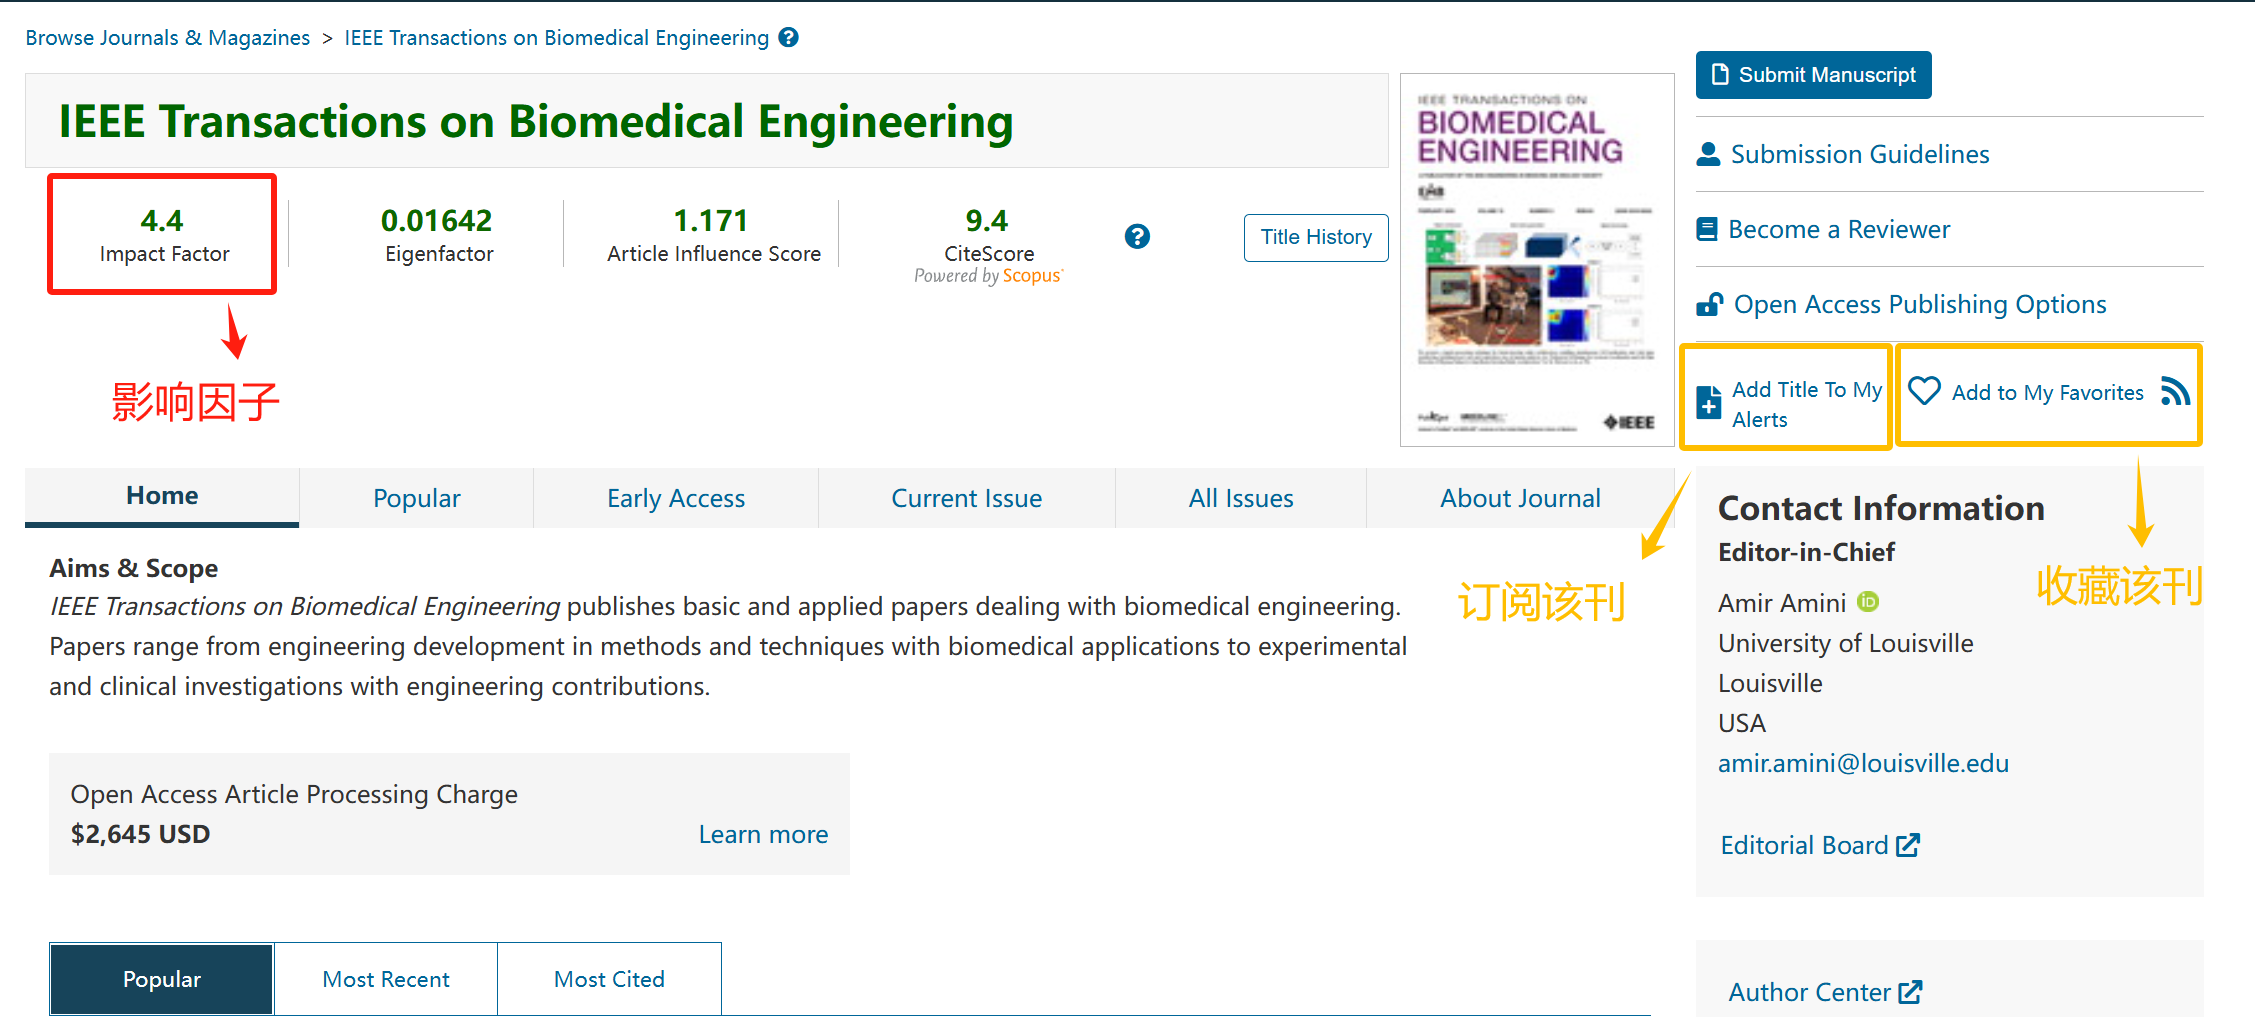 Browse Journals & Magazines > IEEE Transactions on Biomedical Engineering
IEEE Transactions on Biomedical Engineering
4.4
Impact Factor
0.01642
Eigenfactor
1.171
Article Influence Score
9.4
CiteScore
Powered by Scopus
Title History
影响因子
IEEE TRANSACTIONS ON
BIOMEDICAL
ENGINEERING
IEEE
Submit Manuscript
Submission Guidelines
Become a Reviewer
Open Access Publishing Options
Add Title To My
Alerts
Add to My Favorites
订阅该刊
收藏该刊
Home
Popular
Early Access
Current Issue
All Issues
About Journal
Aims & Scope
IEEE Transactions on Biomedical Engineering publishes basic and applied papers dealing with biomedical engineering.
Papers range from engineering development in methods and techniques with biomedical applications to experimental
and clinical investigations with engineering contributions.
Open Access Article Processing Charge
$2,645 USD
Learn more
Popular
Most Recent
Most Cited
Contact Information
Editor-in-Chief
Amir Amini iD
University of Louisville
Louisville
USA
amir.amini@louisville.edu
Editorial Board
Author Center